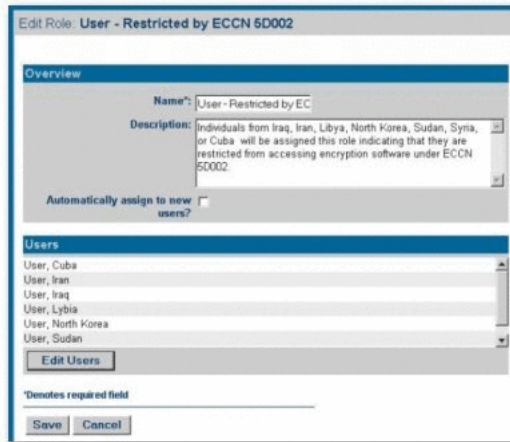 Edit Role: User - Restricted by ECCN 5D002
Overview
Name*: User - Restricted by EC
Description: Individuals from Iraq, Iran, Libya, North Korea, Sudan, Syria,
or Cuba will be assigned this role indicating that they are
restricted from accessing encryption software under ECCN
5D002.
Automatically assign to new
users?
Users
User, Cuba
User, Iran
User, Iraq
User, Lybia
User, North Korea
User, Sudan
Edit Users
*Denotes required field
Save Cancel